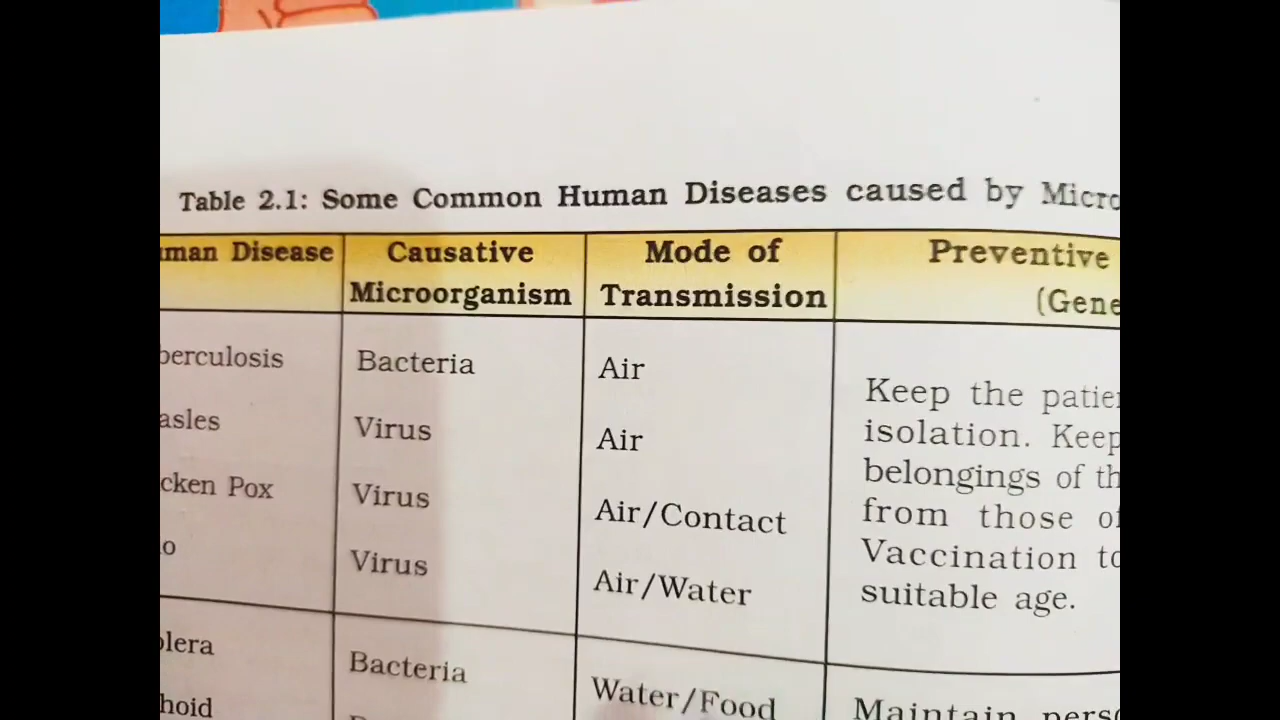 Table 2.1: Some Common Human Diseases caused by Micro
man Disease Causative Microorganism Mode of Transmission Preventive (Gene
berculosis Bacteria Air
asles Virus Air
cken Pox Virus Air/Contact
o Virus Air/Water
Keep the patie
isolation. Keep
belongings of th
from those of
Vaccination to
suitable age.
olera Bacteria Water/Food
hoid
Maintain pers